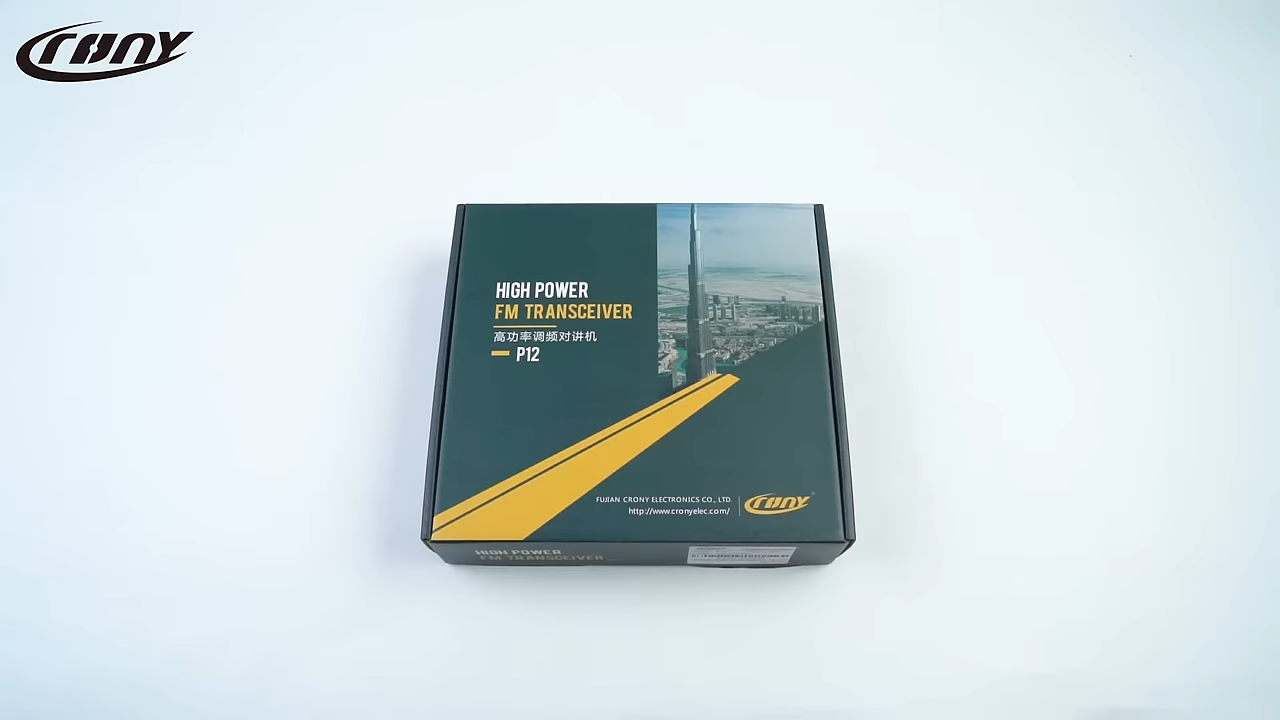 CRONY
HIGH POWER
FM TRANSCEIVER
高功率调频对讲机
P12
FUJIAN CRONY ELECTRONICS CO., LTD.
http://www.cronyelec.com/
CRONY
HIGH POWER
FM TRANSCEIVER